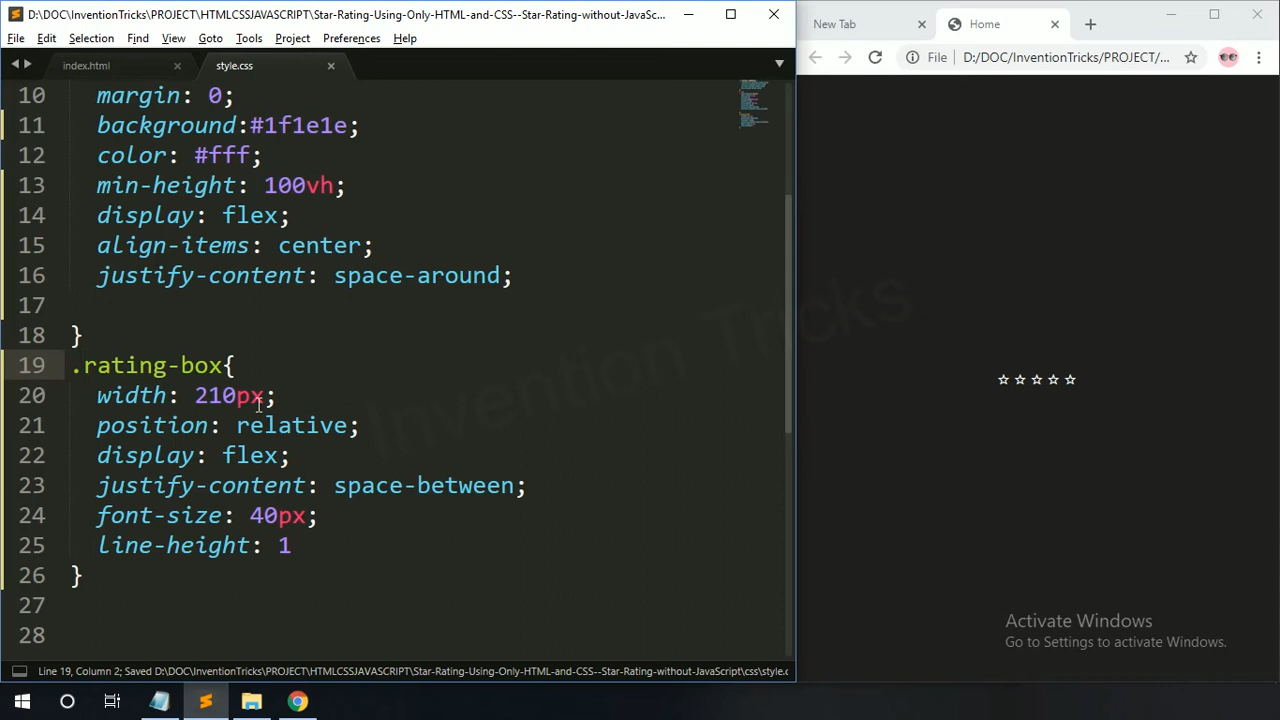 D:\DOC\InventionTricks\PROJECT\HTMLCSSJAVASCRIPT\Star-Rating-Using-Only-HTML-and-CSS--Star-Rating-without-JavaSc...
File Edit Selection Find View Goto Tools Project Preferences Help
index.html style.css
10 margin: 0;
11 background:#1f1e1e;
12 color: #fff;
13 min-height: 100vh;
14 display: flex;
15 align-items: center;
16 justify-content: space-around;
17
18 }
19 .rating-box{
20 width: 210px;
21 position: relative;
22 display: flex;
23 justify-content: space-between;
24 font-size: 40px;
25 line-height: 1
26 }
27
28
Line 19, Column 2; Saved D:\DOC\InventionTricks\PROJECT\HTMLCSSJAVASCRIPT\Star-Rating-Using-Only-HTML-and-CSS--Star-Rating-without-JavaScript\css\style.c
New Tab Home
File D:/DOC/InventionTricks/PROJECT/...
☆ ☆ ☆ ☆ ☆
Invention Tricks
Activate Windows
Go to Settings to activate Windows.